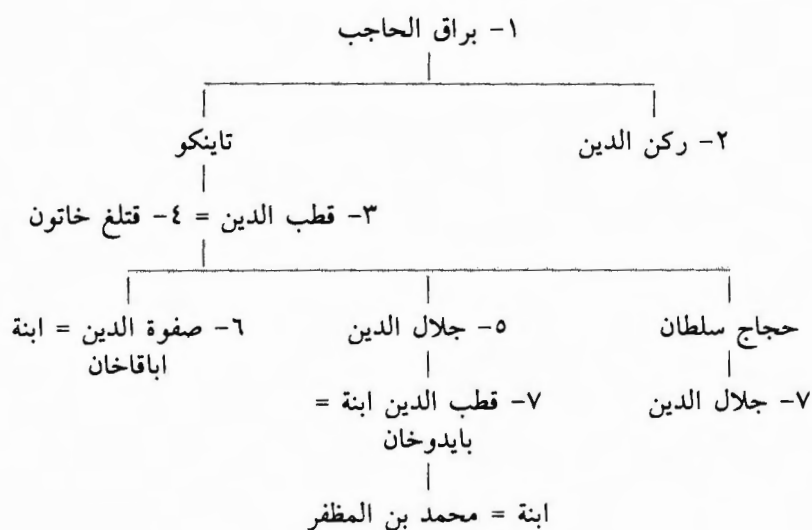 ١- براق الحاجب
٢- ركن الدين
تاينكو
٣- قطب الدين = ٤- قتلغ خاتون
حجاج سلطان
٥- جلال الدين
٦- صفوة الدين = ابنة
اباقاخان
٧- جلال الدين
٧- قطب الدين ابنة =
بايدوخان
ابنة = محمد بن المظفر